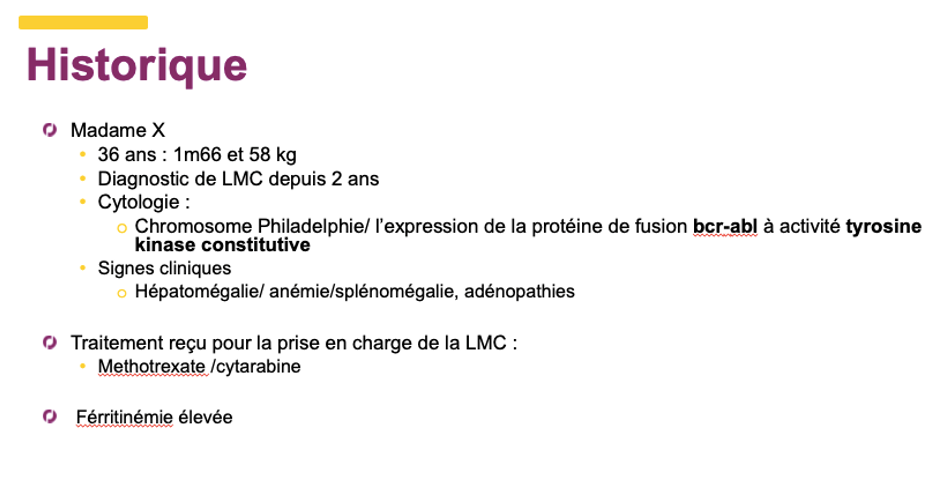 Historique
Madame X
36 ans : 1m66 et 58 kg
Diagnostic de LMC depuis 2 ans
Cytologie :
Chromosome Philadelphie/ l’expression de la protéine de fusion bcr-abl à activité tyrosine
kinase constitutive
Signes cliniques
Hépatomégalie/ anémie/splénomégalie, adénopathies
Traitement reçu pour la prise en charge de la LMC :
Methotrexate /cytarabine
Férritinémie élevée